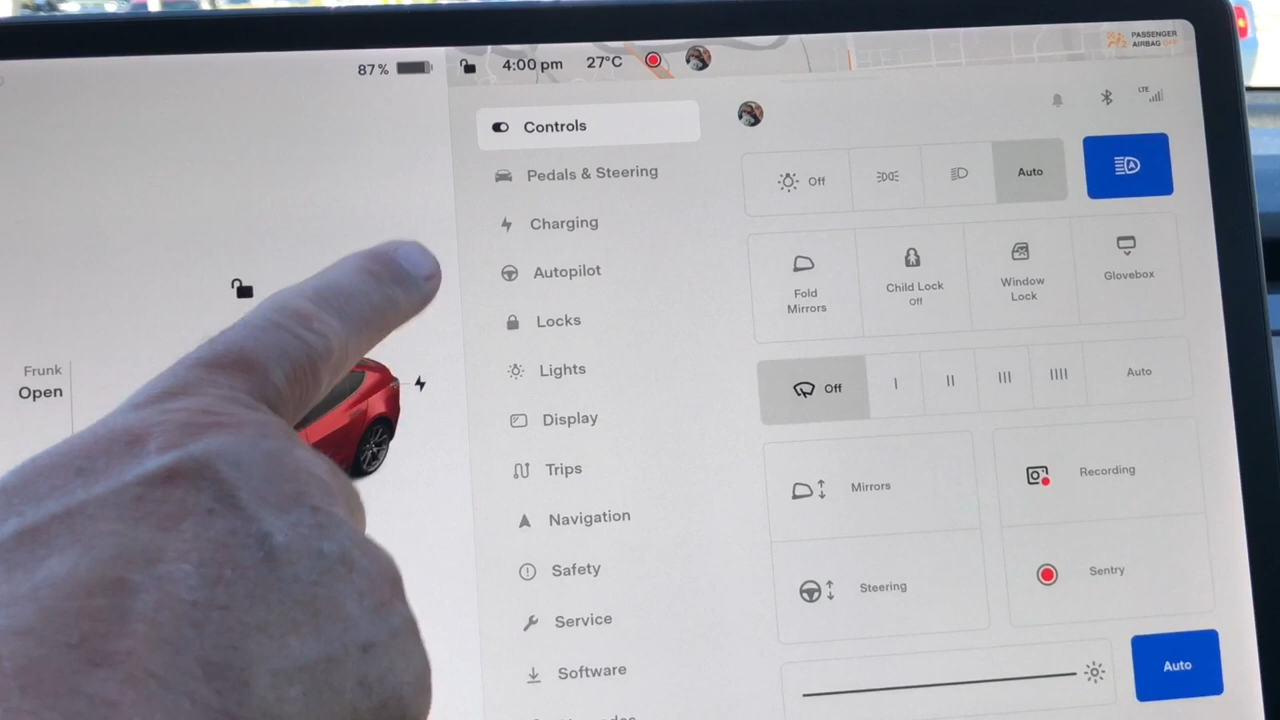 87%
4:00 pm
27°C
PASSENGER
AIRBAG OFF
LTE
Controls
Pedals & Steering
Charging
Autopilot
Locks
Lights
Display
Trips
Navigation
Safety
Service
Software
Off
Auto
A
Fold
Mirrors
Child Lock
Off
Window
Lock
Glovebox
Off
I
II
III
IIII
Auto
Mirrors
Recording
Steering
Sentry
Auto
Frunk
Open